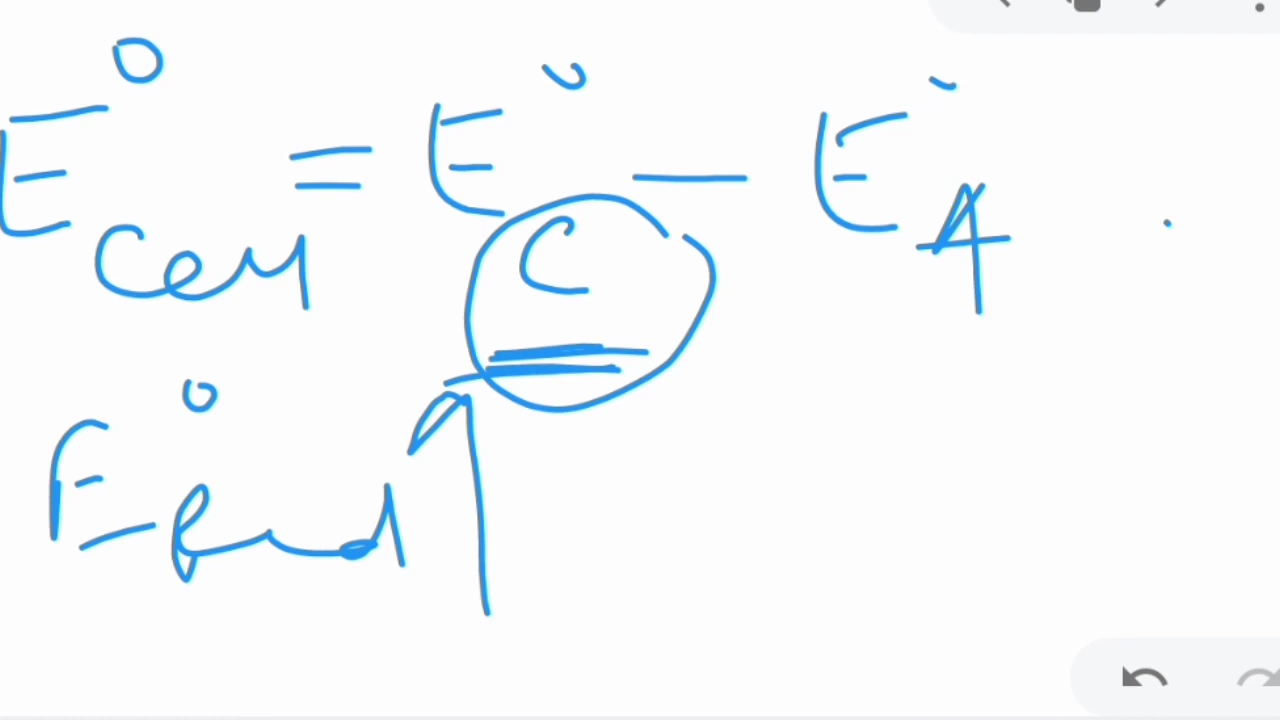 E° cell = E° C - E° A
E° red ↑